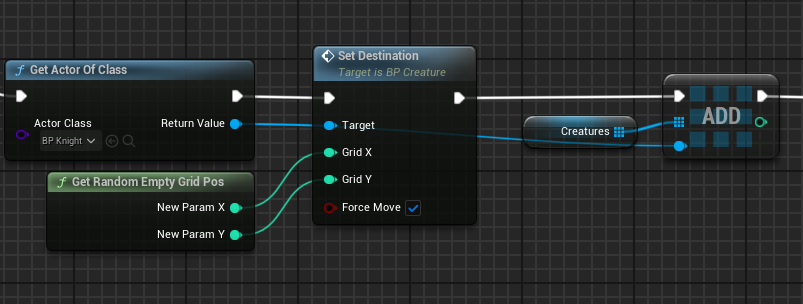 Get Actor Of Class
Actor Class
BP Knight
Return Value
Get Random Empty Grid Pos
New Param X
New Param Y
Set Destination
Target is BP Creature
Target
Grid X
Grid Y
Force Move
Creatures
ADD